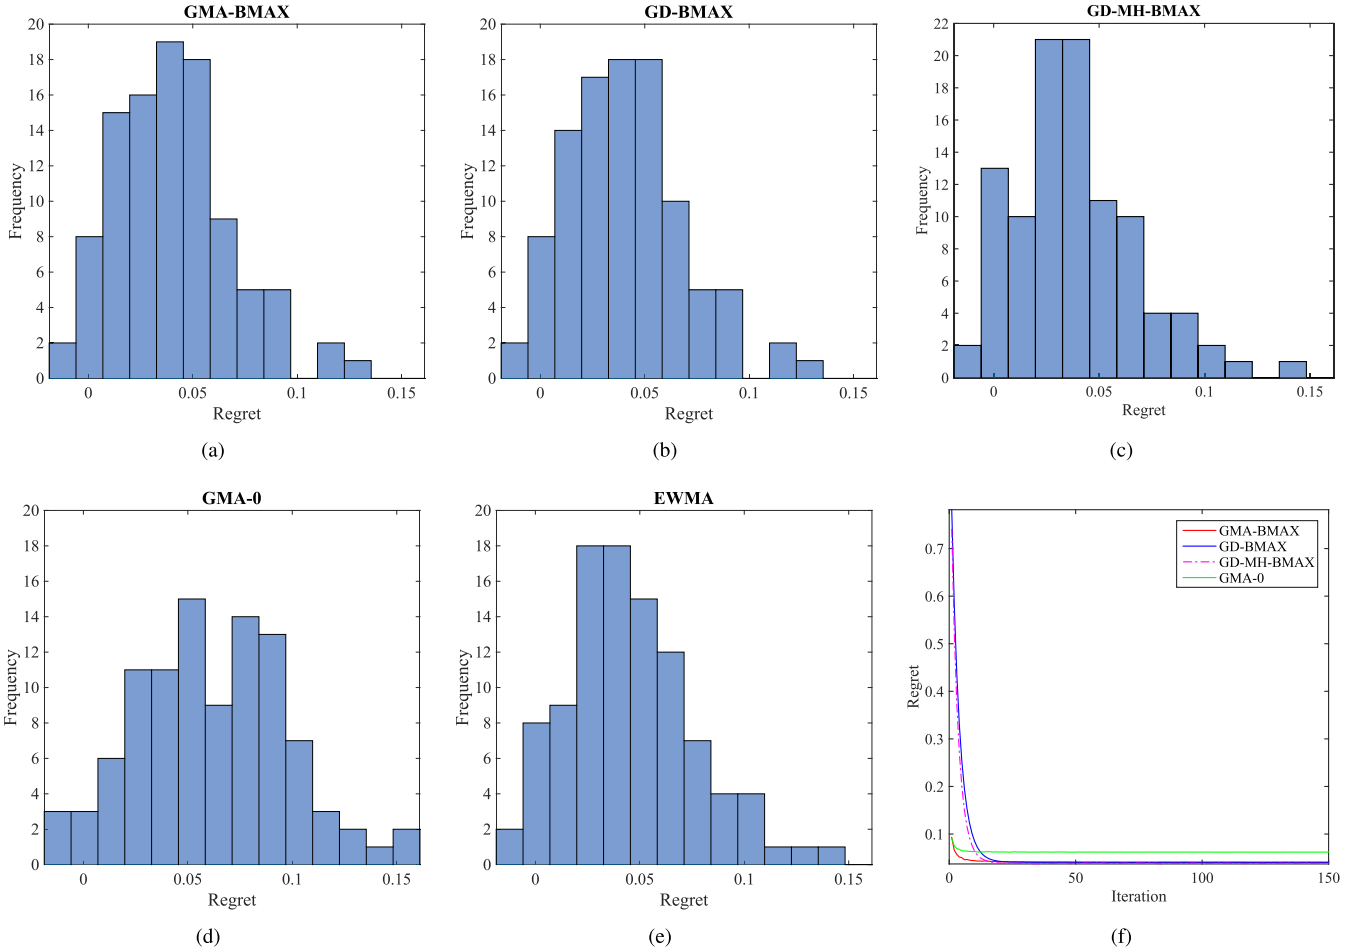 GMA-BMAX
20
18
16
14
12
10
8
6
4
2
0
Frequency
0 0.05 0.1 0.15
Regret
(a)
GD-BMAX
20
18
16
14
12
10
8
6
4
2
0
Frequency
0 0.05 0.1 0.15
Regret
(b)
GD-MH-BMAX
22
20
18
16
14
12
10
8
6
4
2
0
Frequency
0 0.05 0.1 0.15
Regret
(c)
GMA-0
20
18
16
14
12
10
8
6
4
2
0
Frequency
0 0.05 0.1 0.15
Regret
(d)
EWMA
20
18
16
14
12
10
8
6
4
2
0
Frequency
0 0.05 0.1 0.15
Regret
(e)
GMA-BMAX
GD-BMAX
GD-MH-BMAX
GMA-0
0.7
0.6
0.5
0.4
0.3
0.2
0.1
Regret
0 50 100 150
Iteration
(f)